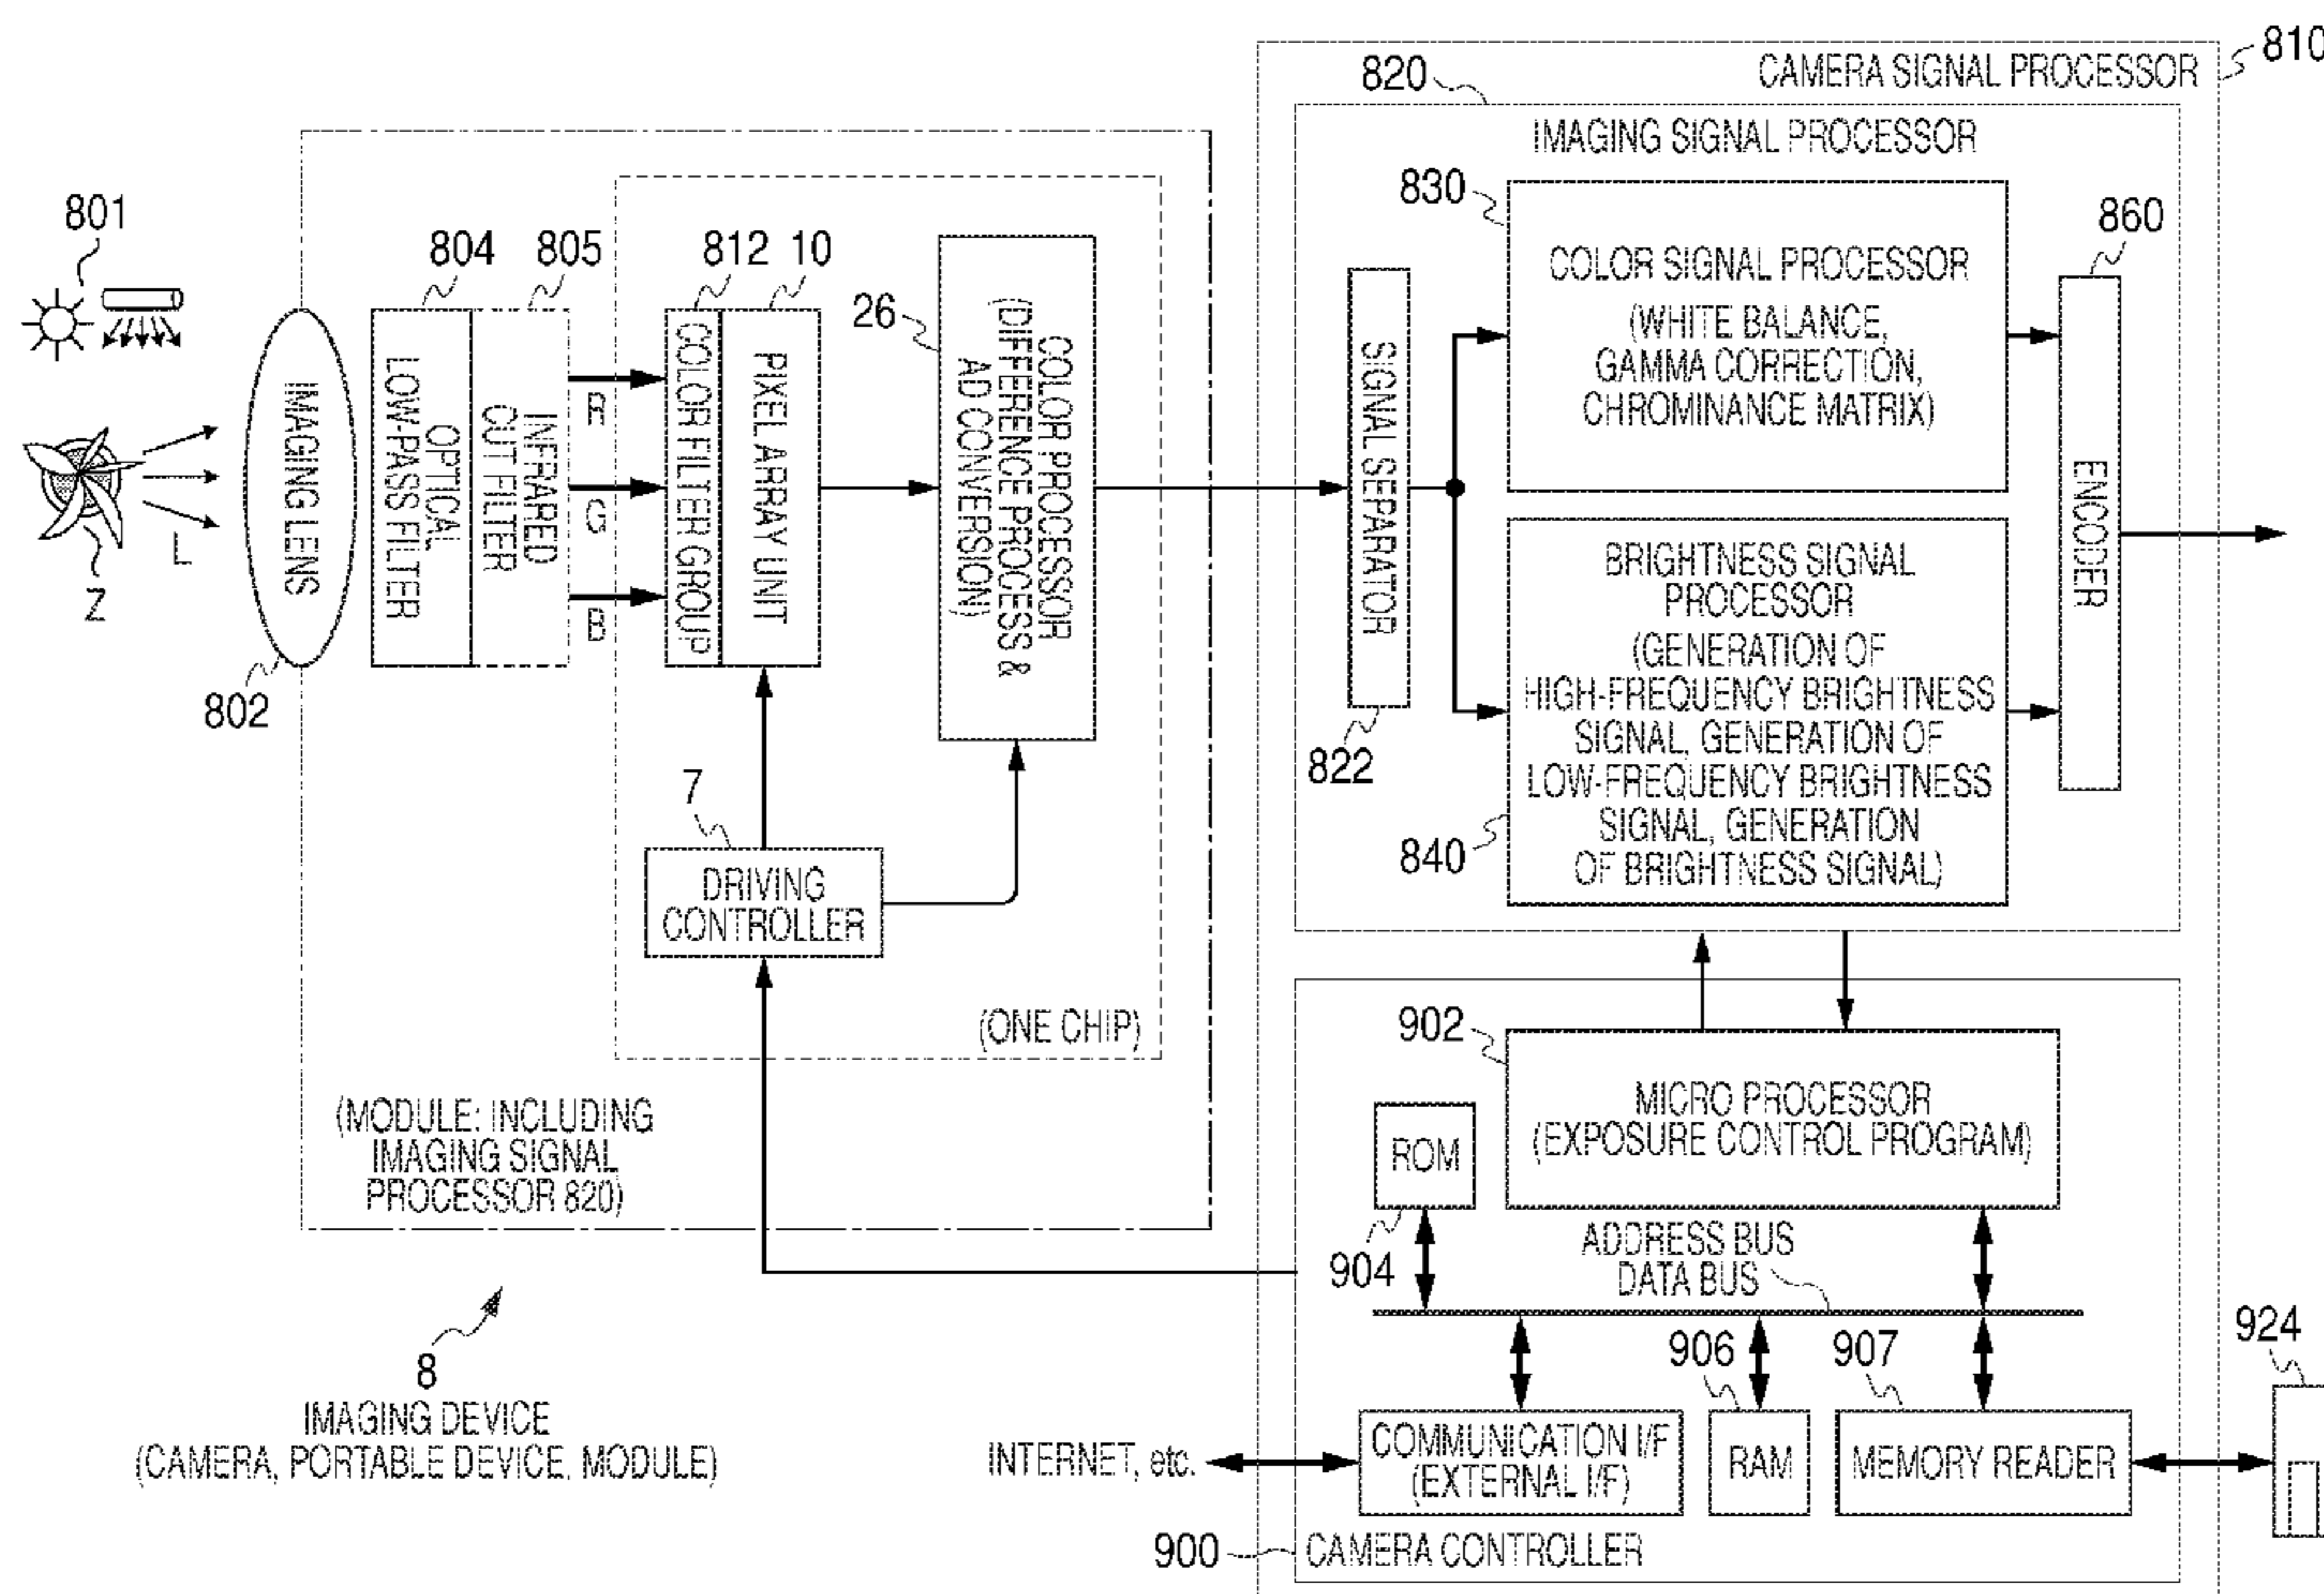 810
CAMERA SIGNAL PROCESSOR
820
IMAGING SIGNAL PROCESSOR
801
804
805
812
10
26
830
860
IMAGING LENS
802
OPTICAL
LOW-PASS FILTER
INFRARED
CUT FILTER
R
G
B
L
Z
COLOR FILTER GROUP
PIXEL ARRAY UNIT
COLOR PROCESSOR
(DIFFERENCE PROCESS &
AD CONVERSION)
SIGNAL SEPARATOR
822
COLOR SIGNAL PROCESSOR
(WHITE BALANCE,
GAMMA CORRECTION,
CHROMINANCE MATRIX)
BRIGHTNESS SIGNAL
PROCESSOR
(GENERATION OF
HIGH-FREQUENCY BRIGHTNESS
SIGNAL, GENERATION OF
LOW-FREQUENCY BRIGHTNESS
SIGNAL, GENERATION
OF BRIGHTNESS SIGNAL)
840
ENCODER
7
DRIVING
CONTROLLER
(ONE CHIP)
(MODULE: INCLUDING
IMAGING SIGNAL
PROCESSOR 820)
902
MICRO PROCESSOR
(EXPOSURE CONTROL PROGRAM)
ROM
904
ADDRESS BUS
DATA BUS
906
907
924
8
IMAGING DEVICE
(CAMERA, PORTABLE DEVICE, MODULE)
INTERNET, etc.
COMMUNICATION I/F
(EXTERNAL I/F)
RAM
MEMORY READER
900
CAMERA CONTROLLER